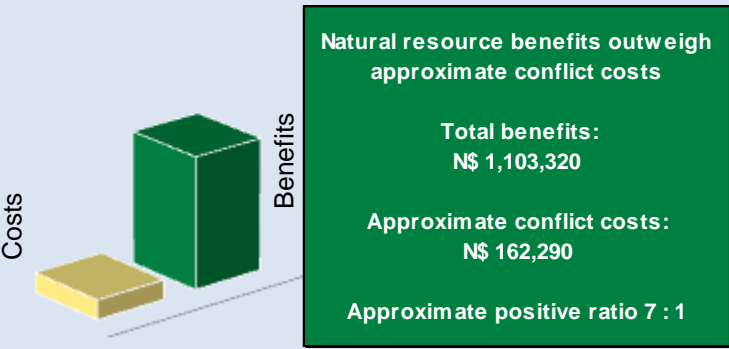 Costs
Benefits
Natural resource benefits outweigh
approximate conflict costs
Total benefits:
N$ 1,103,320
Approximate conflict costs:
N$ 162,290
Approximate positive ratio 7 : 1